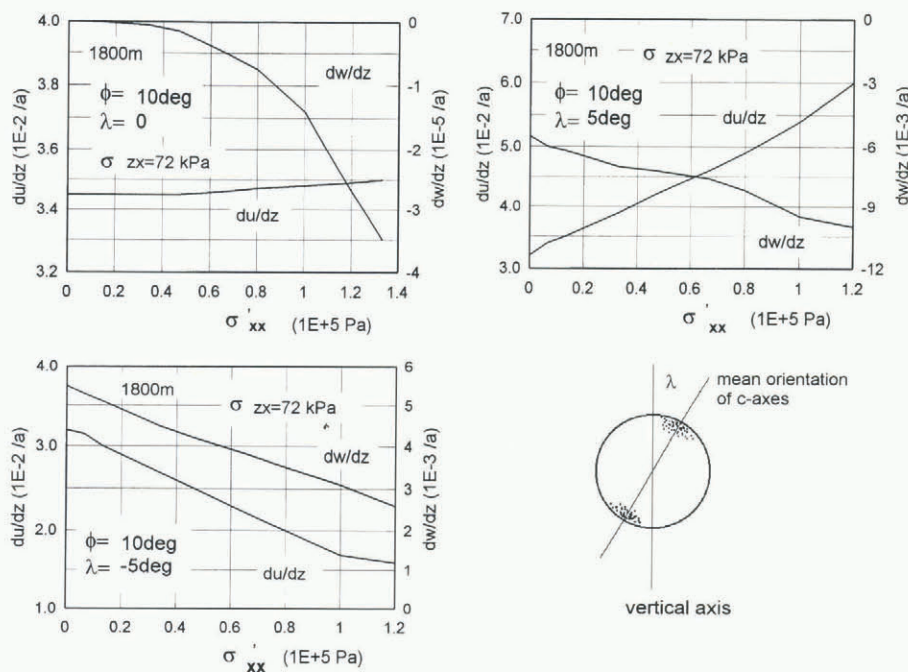 4.0
3.8
3.6
3.4
3.2
du/dz (1E-2 /a)
1800m
ϕ= 10deg
λ= 0
σ zx=72 kPa
dw/dz
du/dz
0
-1
-2
-3
-4
dw/dz (1E-5 /a)
0 0.2 0.4 0.6 0.8 1 1.2 1.4
σ'xx (1E+5 Pa)
7.0
6.0
5.0
4.0
3.0
du/dz (1E-2 /a)
1800m
σ zx=72 kPa
ϕ= 10deg
λ= 5deg
du/dz
dw/dz
0
-3
-6
-9
-12
dw/dz (1E-3 /a)
0 0.2 0.4 0.6 0.8 1 1.2
σ'xx (1E+5 Pa)
4.0
3.0
2.0
1.0
du/dz (1E-2 /a)
1800m
σ zx=72 kPa
dw/dz
ϕ= 10deg
λ= -5deg
du/dz
6
5
4
3
2
1
0
dw/dz (1E-3 /a)
0 0.2 0.4 0.6 0.8 1 1.2
σ'xx (1E+5 Pa)
λ
mean orientation
of c-axes
vertical axis